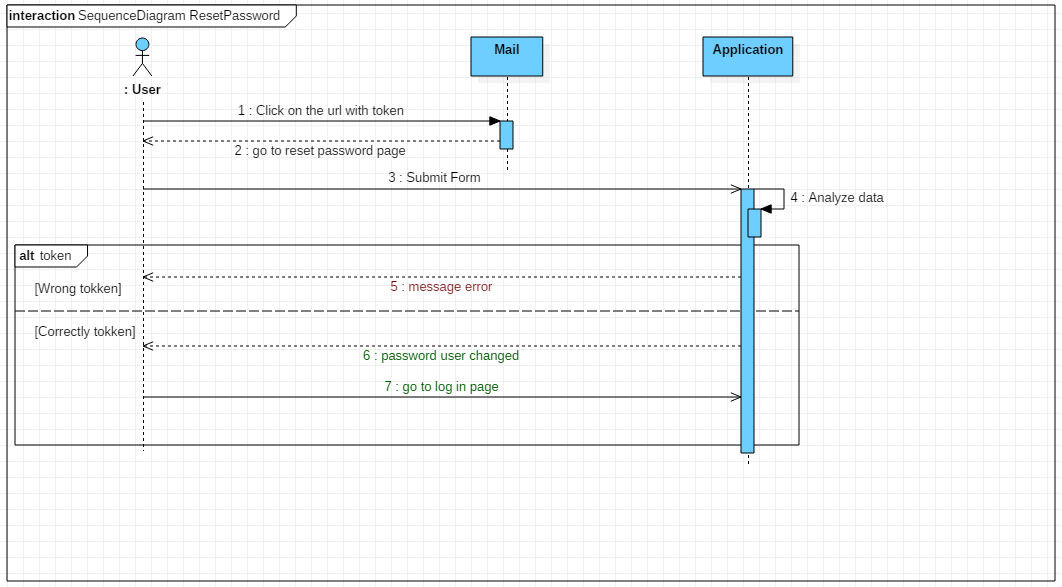 interaction SequenceDiagram ResetPassword
Mail
Application
: User
1 : Click on the url with token
2 : go to reset password page
3 : Submit Form
4 : Analyze data
alt token
5 : message error
[Wrong tokken]
[Correctly tokken]
6 : password user changed
7 : go to log in page